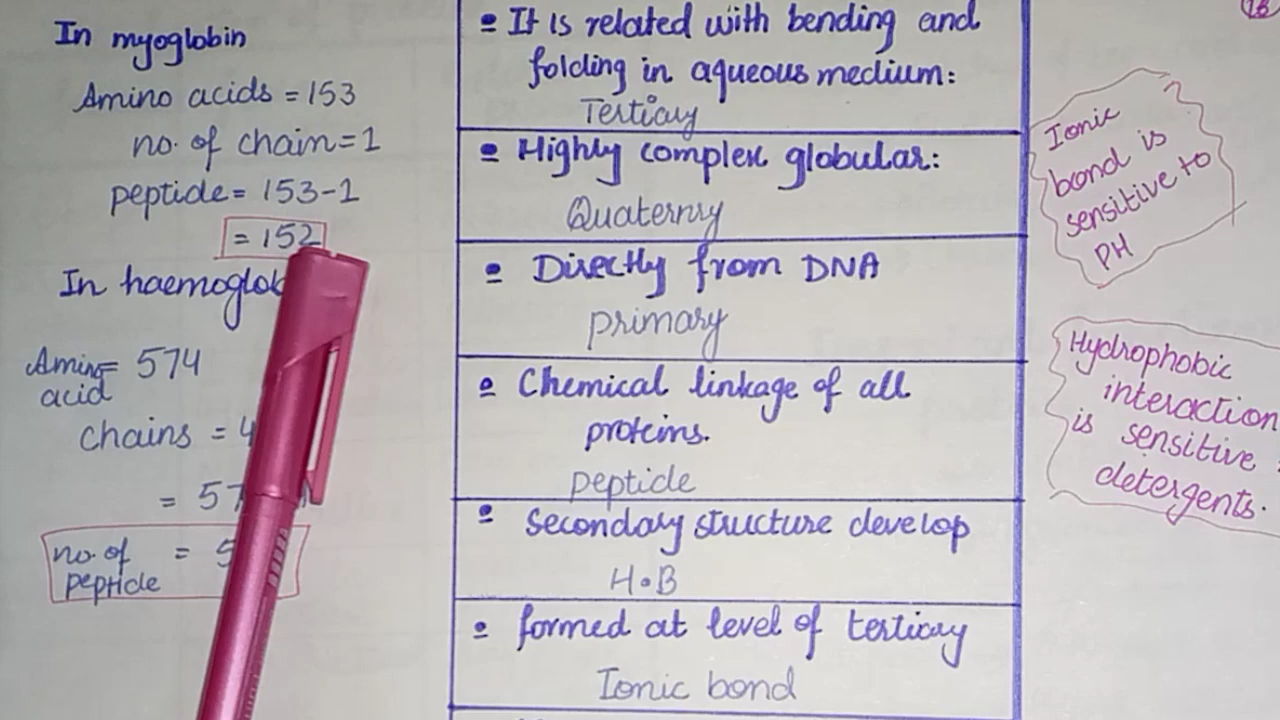 In myoglobin
Amino acids = 153
no. of chain = 1
peptide = 153-1
= 152
In haemoglob
Amino = 574
acid
chains = 4
= 57
no. of = 5
peptide
It is related with bending and
folding in aqueous medium:
Tertiary
Highly complex globular:
Quaternry
Directly from DNA
primary
Chemical linkage of all
proteins.
peptide
Secondary structure develop
H.B
formed at level of tertiary
Ionic bond
Ionic
bond is
sensitive to
PH
Hydrophobic
interaction
is sensitive
detergents.